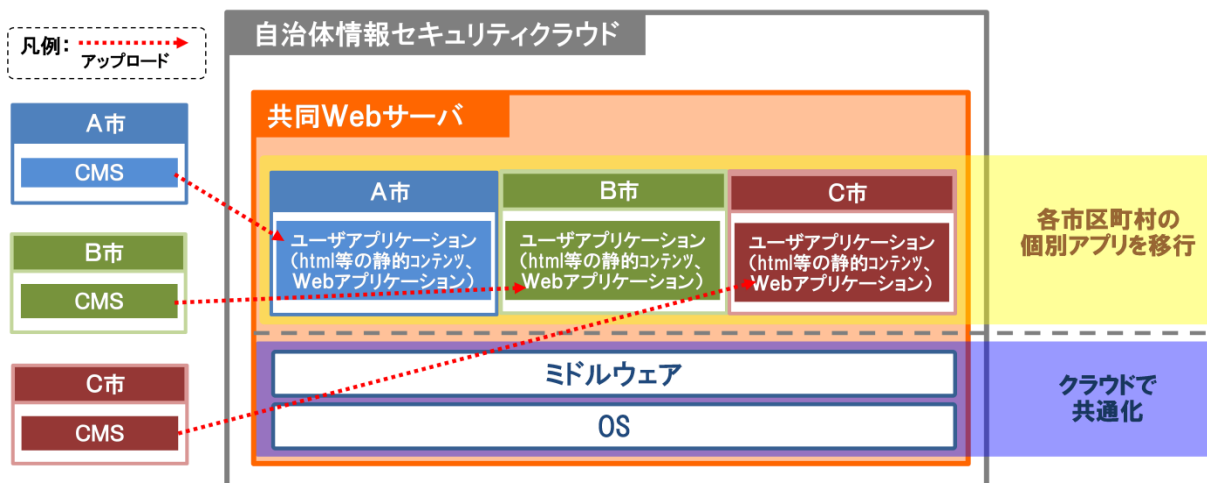 凡例：
アップロード
自治体情報セキュリティクラウド
共同Webサーバ
A市
CMS
B市
CMS
C市
CMS
A市
ユーザアプリケーション
（html等の静的コンテンツ、
Webアプリケーション）
B市
ユーザアプリケーション
（html等の静的コンテンツ、
Webアプリケーション）
C市
ユーザアプリケーション
（html等の静的コンテンツ、
Webアプリケーション）
各市区町村の
個別アプリを移行
ミドルウェア
OS
クラウドで
共通化